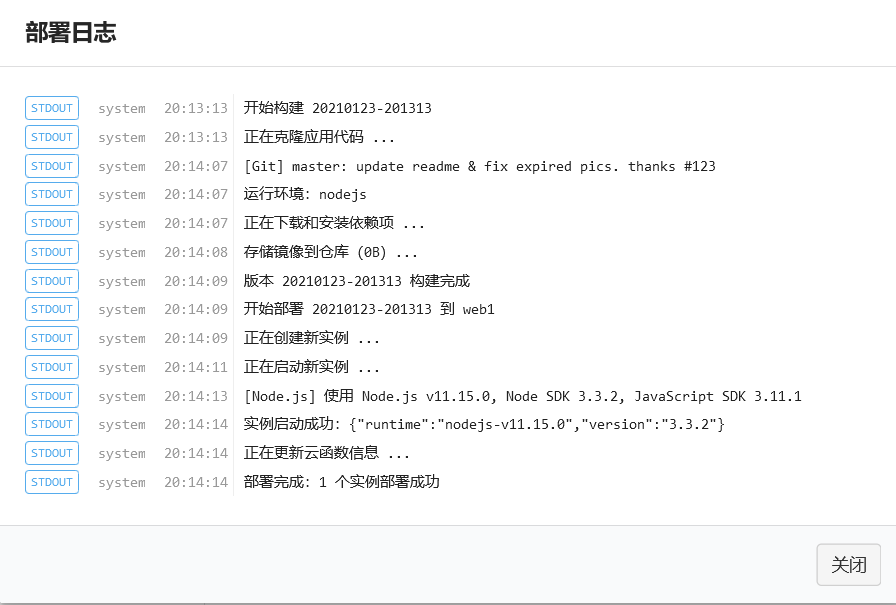 部署日志
STDOUT system 20:13:13 开始构建 20210123-201313
STDOUT system 20:13:13 正在克隆应用代码 ...
STDOUT system 20:14:07 [Git] master: update readme & fix expired pics. thanks #123
STDOUT system 20:14:07 运行环境: nodejs
STDOUT system 20:14:07 正在下载和安装依赖项 ...
STDOUT system 20:14:08 存储镜像到仓库 (0B) ...
STDOUT system 20:14:09 版本 20210123-201313 构建完成
STDOUT system 20:14:09 开始部署 20210123-201313 到 web1
STDOUT system 20:14:09 正在创建新实例 ...
STDOUT system 20:14:11 正在启动新实例 ...
STDOUT system 20:14:13 [Node.js] 使用 Node.js v11.15.0, Node SDK 3.3.2, JavaScript SDK 3.11.1
STDOUT system 20:14:14 实例启动成功: {"runtime":"nodejs-v11.15.0","version":"3.3.2"}
STDOUT system 20:14:14 正在更新云函数信息 ...
STDOUT system 20:14:14 部署完成: 1 个实例部署成功
关闭